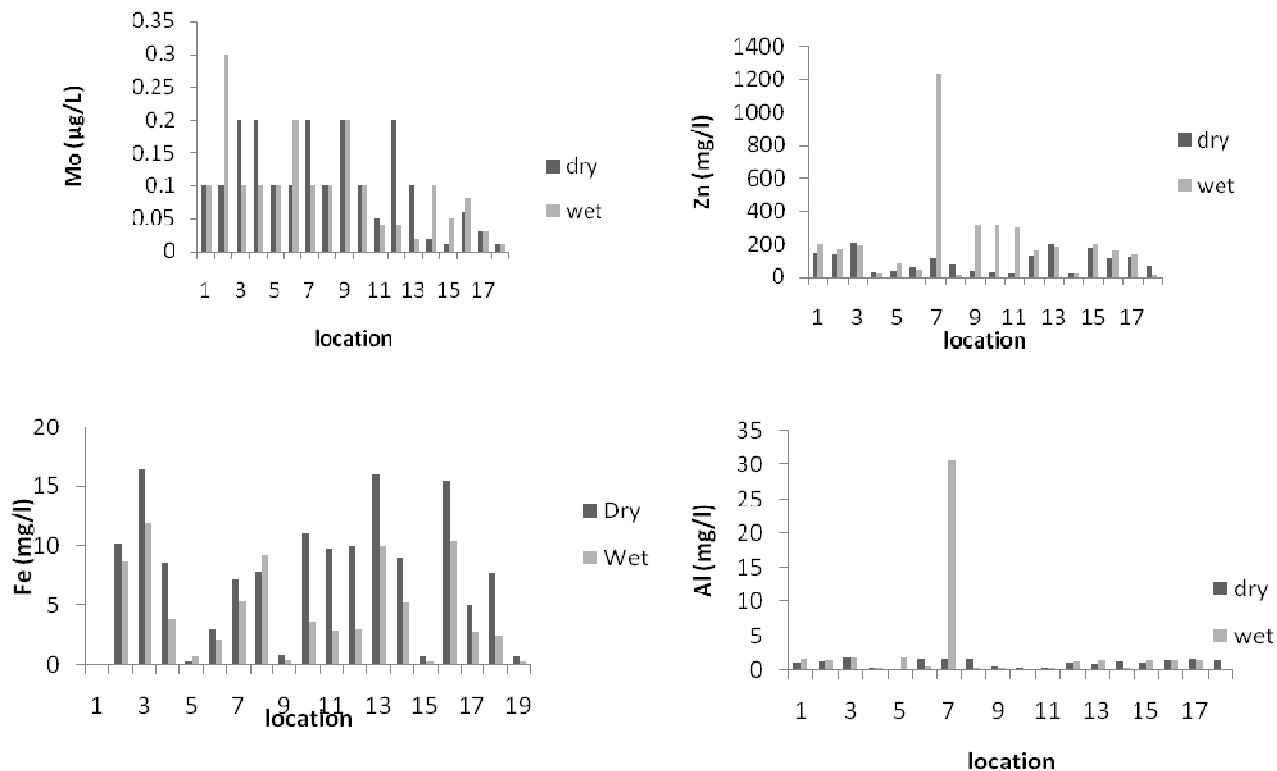 0.35
0.3
0.25
0.2
0.15
0.1
0.05
0
Mo (µg/L)
1 3 5 7 9 11 13 15 17
location
dry
wet
1400
1200
1000
800
600
400
200
0
Zn (mg/l)
1 3 5 7 9 11 13 15 17
location
dry
wet
20
15
10
5
0
Fe (mg/l)
1 3 5 7 9 11 13 15 17 19
location
Dry
Wet
35
30
25
20
15
10
5
0
Al (mg/l)
1 3 5 7 9 11 13 15 17
location
dry
wet